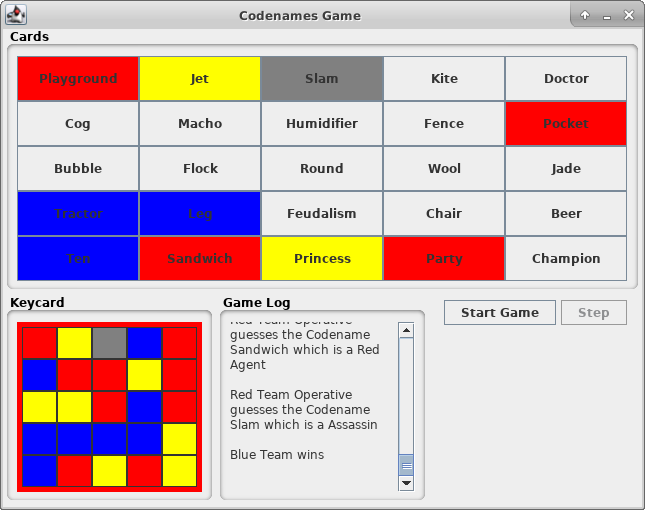 Codenames Game
Cards
Playground Jet Slam Kite Doctor
Cog Macho Humidifier Fence Pocket
Bubble Flock Round Wool Jade
Tractor Leg Feudalism Chair Beer
Ten Sandwich Princess Party Champion
Keycard
Game Log
Start Game Step
Red Team Operative
guesses the Codename
Sandwich which is a Red
Agent
Red Team Operative
guesses the Codename
Slam which is a Assassin
Blue Team wins